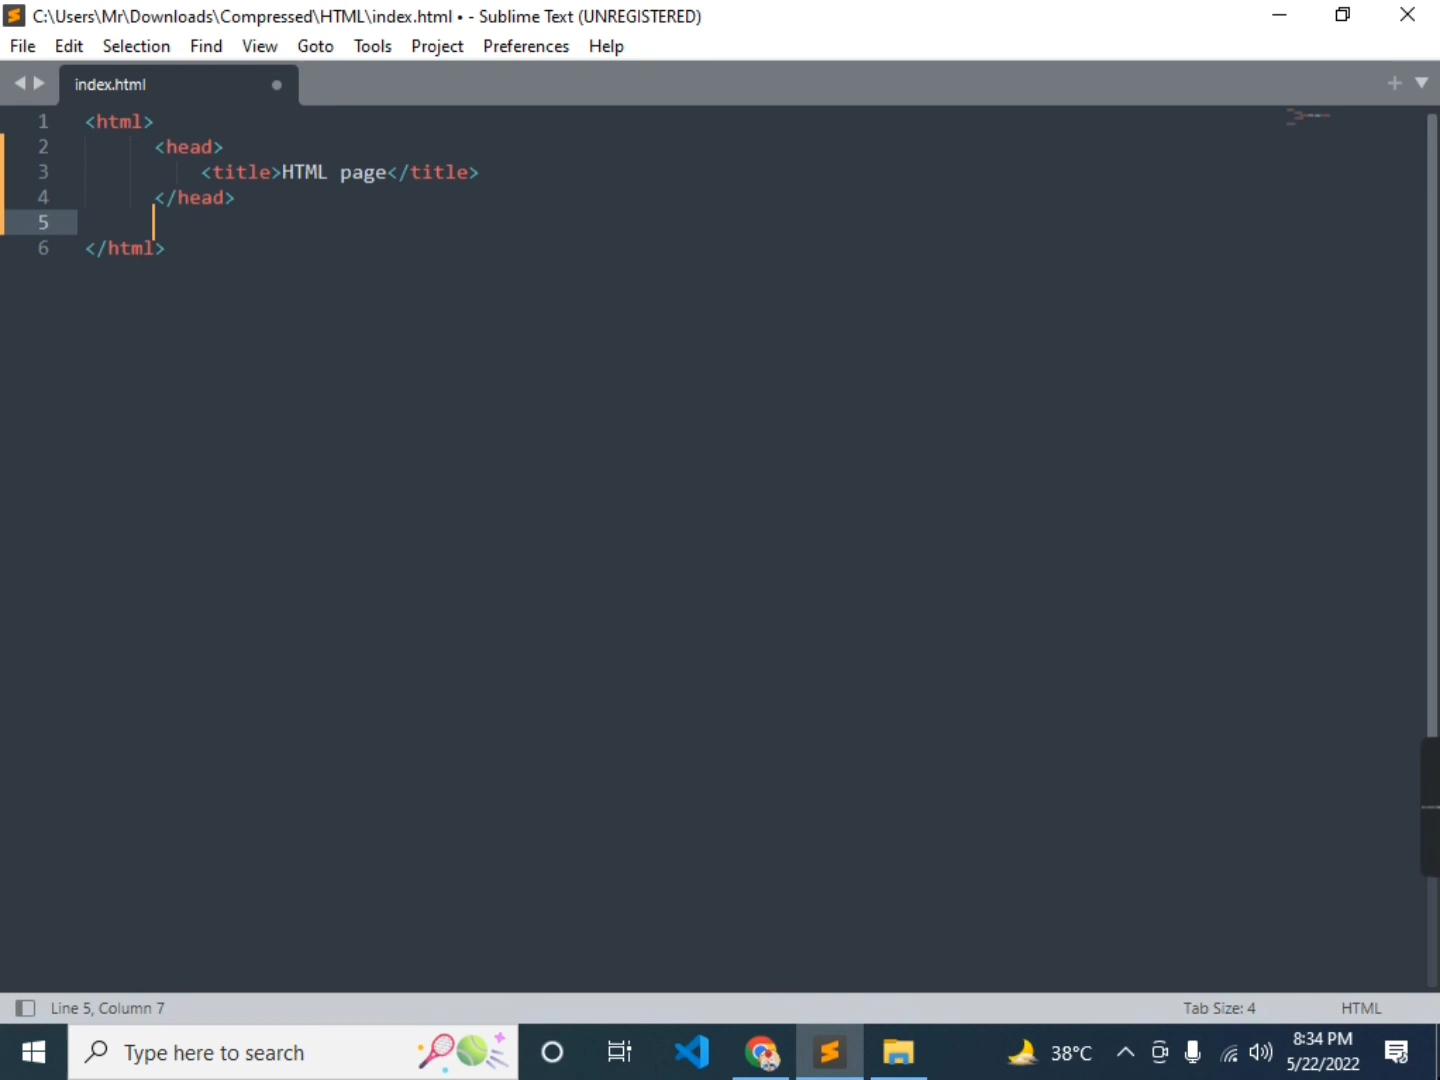 C:\Users\Mr\Downloads\Compressed\HTML\index.html • - Sublime Text (UNREGISTERED)
File Edit Selection Find View Goto Tools Project Preferences Help
index.html
1 <html>
2 <head>
3 <title>HTML page</title>
4 </head>
5
6 </html>
Line 5, Column 7 Tab Size: 4 HTML
Type here to search 38°C 8:34 PM
5/22/2022